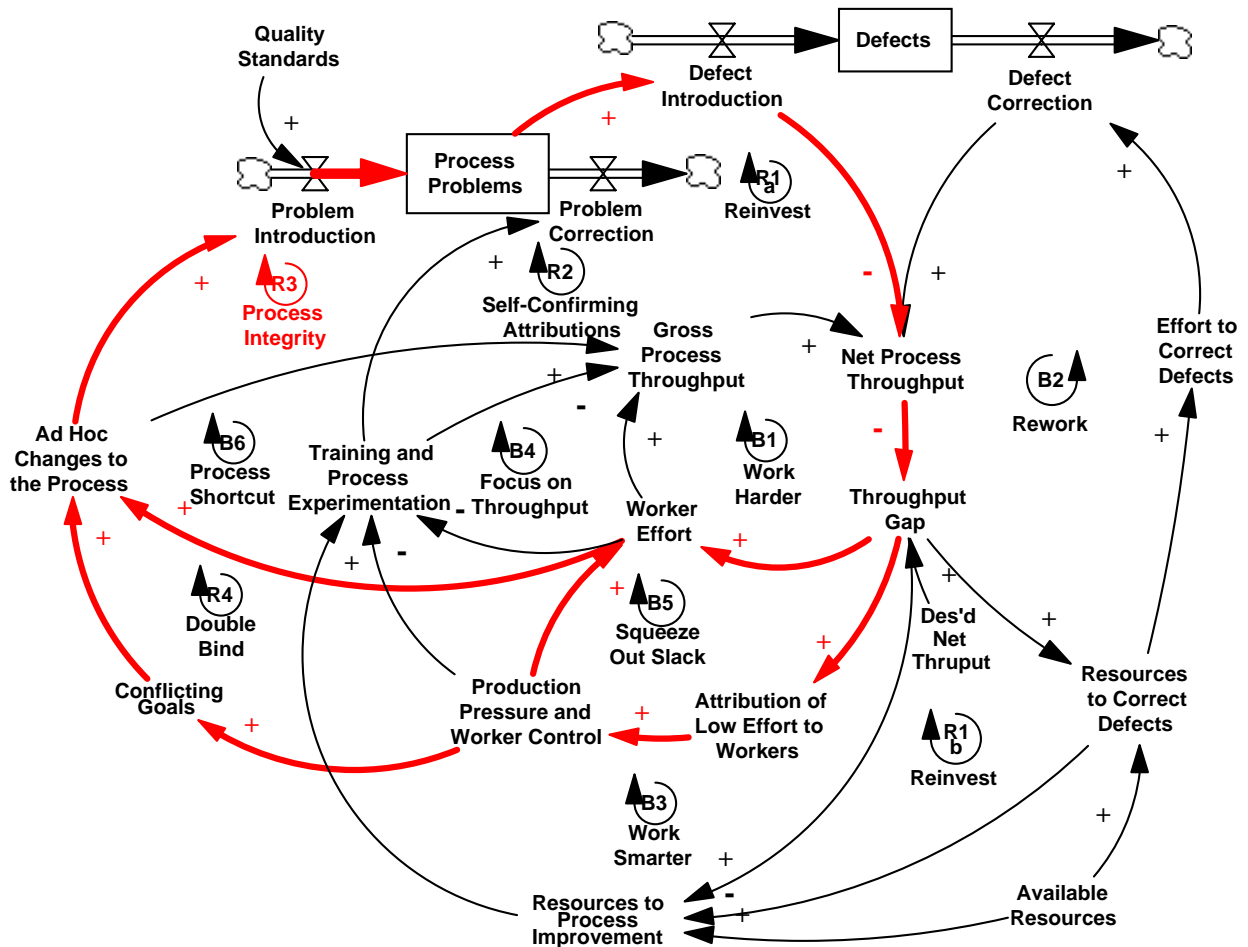 Quality
Standards
Defects
Defect
Introduction
Defect
Correction
+
+
Process
Problems
R1
a
Reinvest
+
Problem
Introduction
Problem
Correction
+
+
R2
Self-Confirming
Attributions
-
+
R3
Process
Integrity
Gross
Process
Throughput
+
Net Process
Throughput
Effort to
Correct
Defects
B2
Rework
+
-
Ad Hoc
Changes to
the Process
B6
Process
Shortcut
Training and
Process
Experimentation
B4
Focus on
Throughput
+
B1
Work
Harder
-
+
Throughput
Gap
Worker
Effort
+
-
+
+
-
+
+
+
R4
Double
Bind
B5
Squeeze
Out Slack
Des'd
Net
Thruput
+
+
Conflicting
Goals
+
Production
Pressure and
Worker Control
+
Attribution of
Low Effort to
Workers
Resources
to Correct
Defects
R1
b
Reinvest
B3
Work
Smarter
+
+
-
+
Resources to
Process
Improvement
Available
Resources